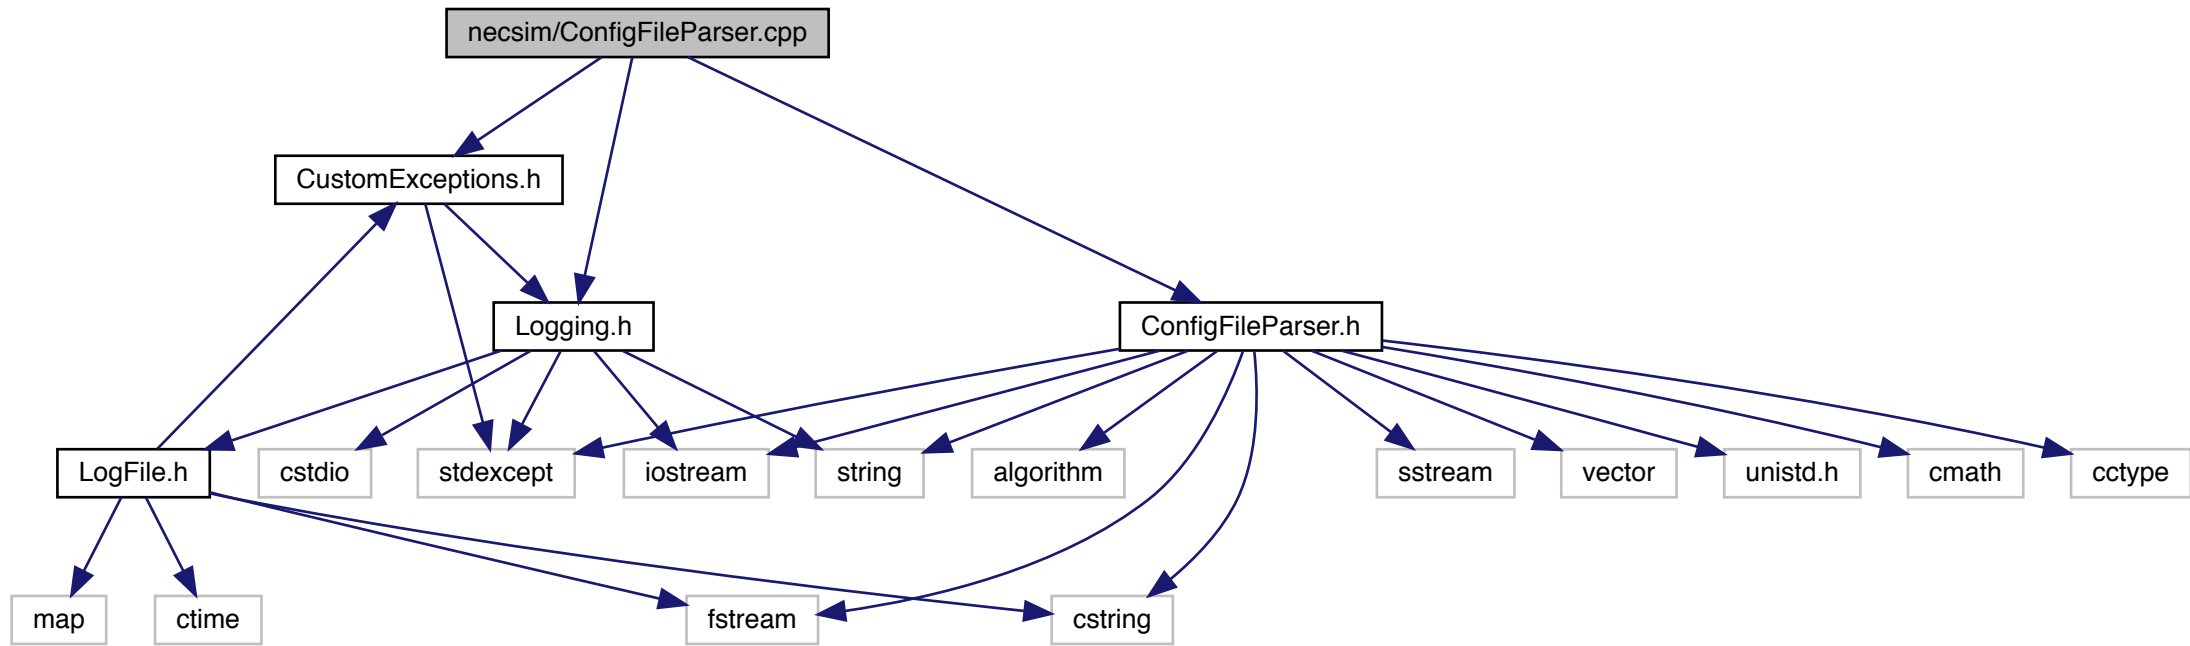 necsim/ConfigFileParser.cpp
CustomExceptions.h
Logging.h
ConfigFileParser.h
LogFile.h
cstdio
stdexcept
iostream
string
algorithm
sstream
vector
unistd.h
cmath
cctype
map
ctime
fstream
cstring